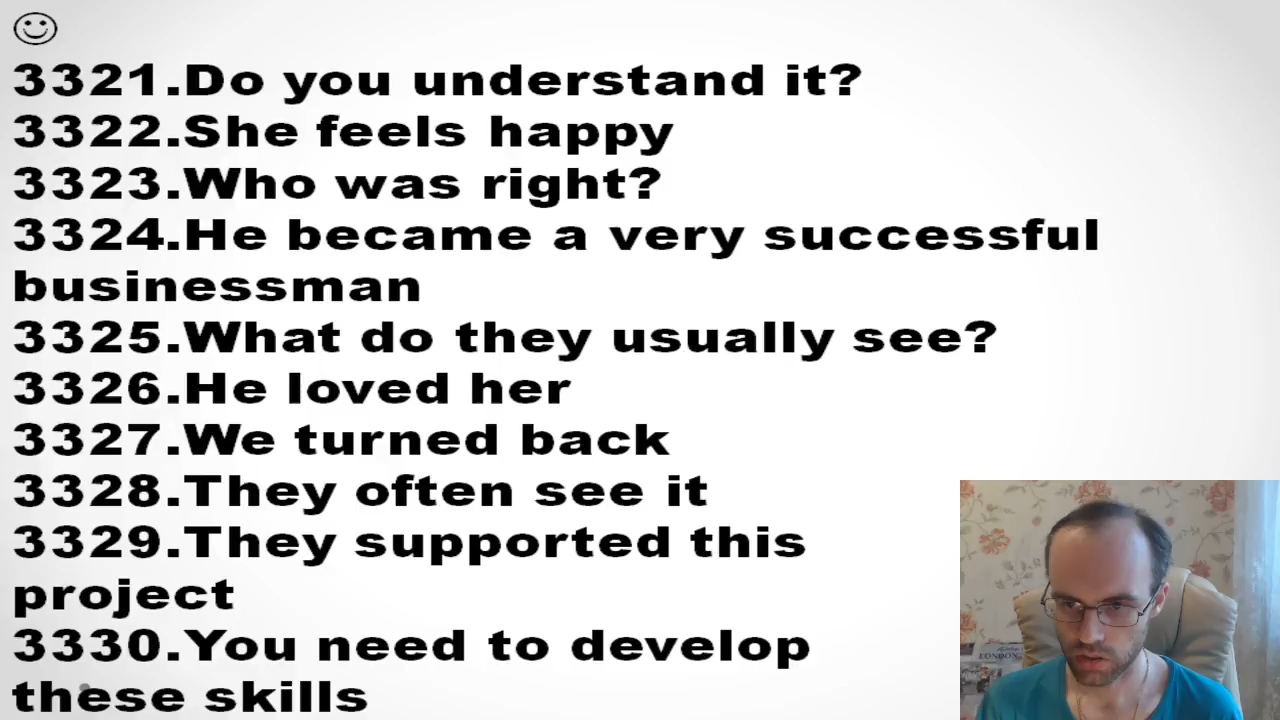 3321.Do you understand it?
3322.She feels happy
3323.Who was right?
3324.He became a very successful
businessman
3325.What do they usually see?
3326.He loved her
3327.We turned back
3328.They often see it
3329.They supported this
project
3330.You need to develop
these skills
LONDON